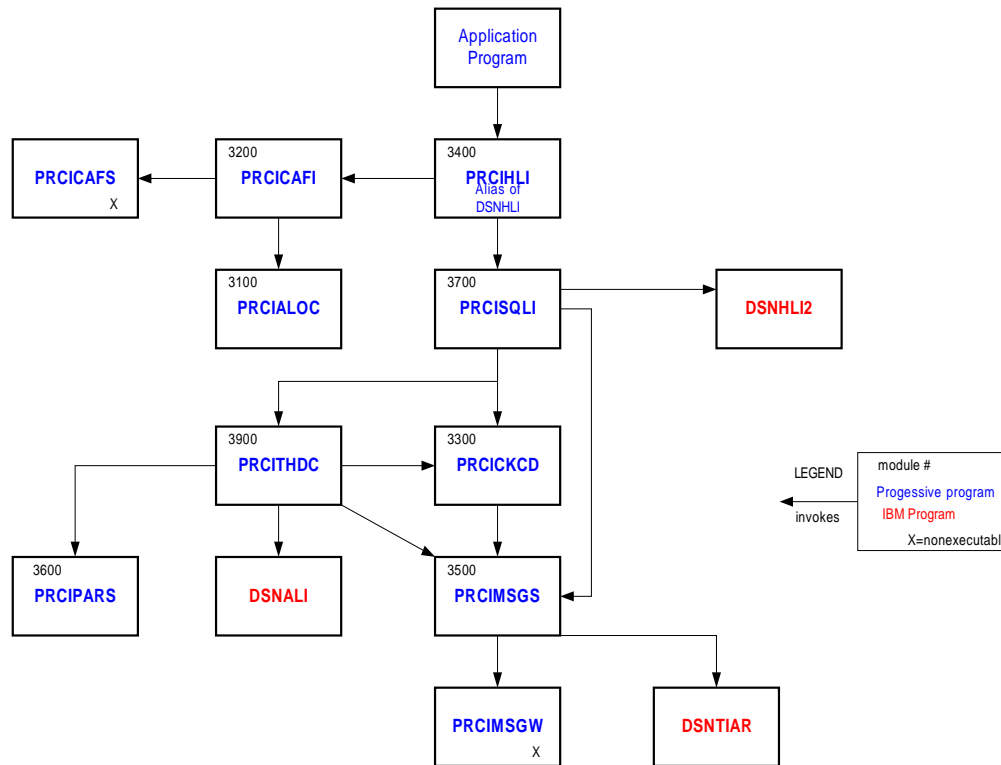 Application
Program
PRCICAFS
X
3200
PRCICAFI
3400
PRCIHLI
Alias of
DSNHLI
3100
PRCIALOC
3700
PRCISQLI
DSNHLI2
3900
PRCITHDC
3300
PRCICKCD
LEGEND
invokes
module #
Progessive program
IBM Program
X=nonexecutabl
3600
PRCIPARS
DSNALI
3500
PRCIMSGS
PRCIMSGW
X
DSNTIAR